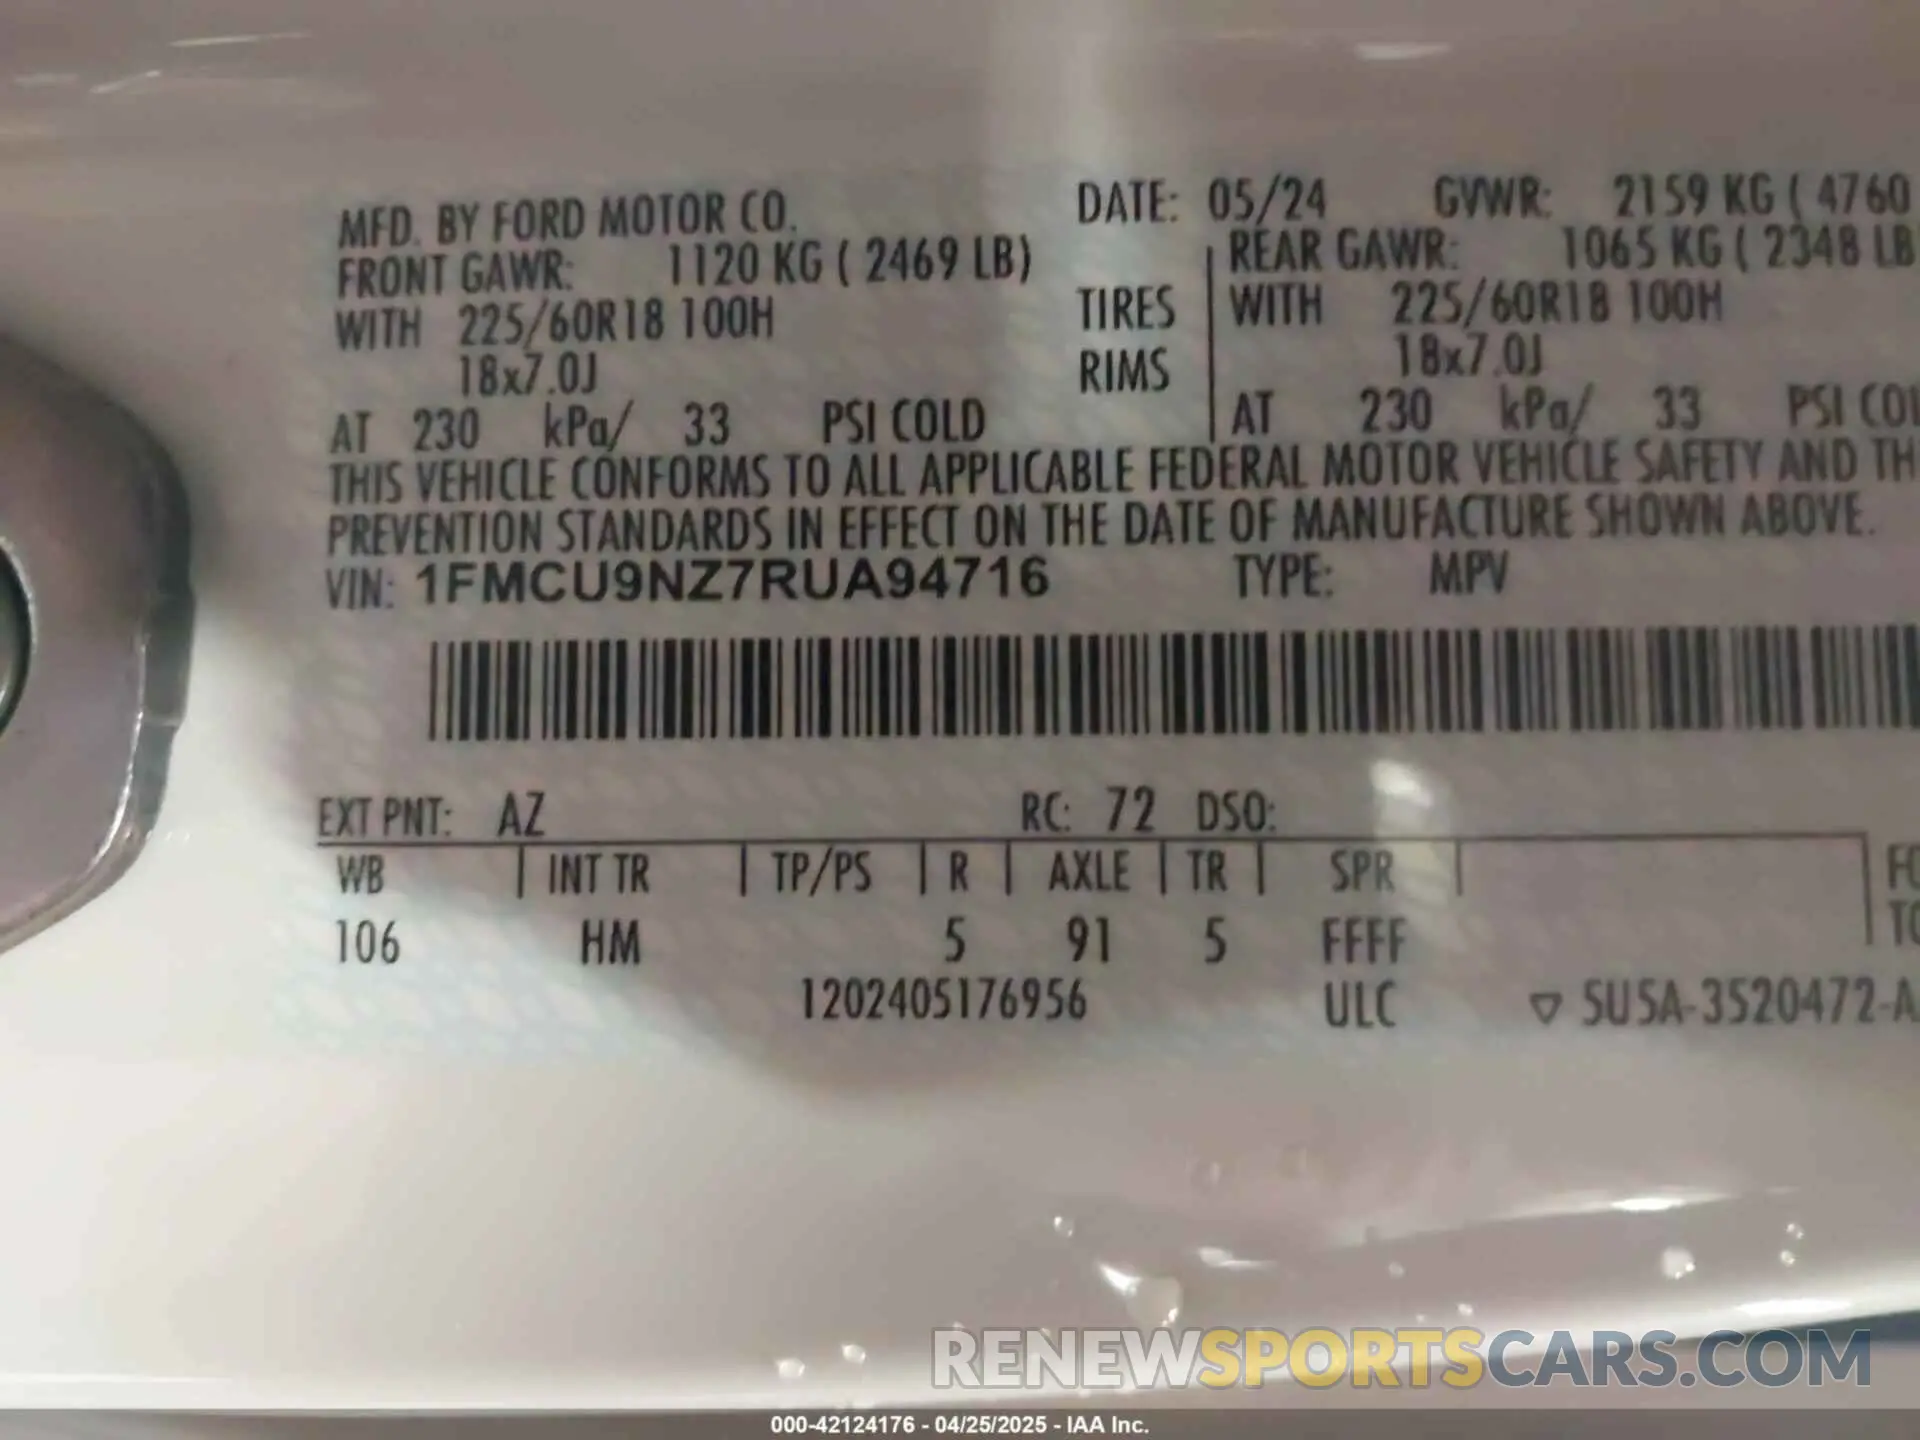 MFD. BY FORD MOTOR CO. DATE: 05/24 GVWR: 2159 KG ( 4760
FRONT GAWR: 1120 KG ( 2469 LB) REAR GAWR: 1065 KG ( 2348 LB
WITH 225/60R18 100H TIRES WITH 225/60R18 100H
18x7.0J RIMS 18x7.0J
AT 230 kPa/ 33 PSI COLD AT 230 kPa/ 33 PSI COL
THIS VEHICLE CONFORMS TO ALL APPLICABLE FEDERAL MOTOR VEHICLE SAFETY AND TH
PREVENTION STANDARDS IN EFFECT ON THE DATE OF MANUFACTURE SHOWN ABOVE.
VIN: 1FMCU9NZ7RUA94716 TYPE: MPV
EXT PNT: AZ RC: 72 DSO:
WB | INT TR | TP/PS | R | AXLE | TR | SPR | FO
106 HM 5 91 5 FFFF TO
1202405176956 ULC ▽ 5U5A-3520472-A
RENEWSPORTSCARS.COM
000-42124176 - 04/25/2025 - IAA Inc.